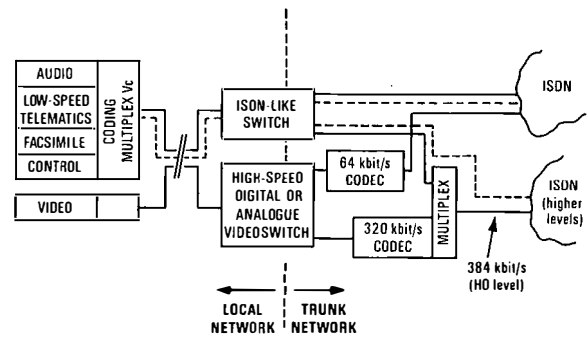 AUDIO
LOW-SPEED
TELEMATICS
FACSIMILE
CONTROL
CODING
MULTIPLEX Vc
VIDEO
ISDN-LIKE
SWITCH
HIGH-SPEED
DIGITAL OR
ANALOGUE
VIDEOSWITCH
64 kbit/s
CODEC
320 kbit/s
CODEC
MULTIPLEX
ISDN
ISDN
(higher
levels)
384 kbit/s
(H0 level)
LOCAL
NETWORK
TRUNK
NETWORK